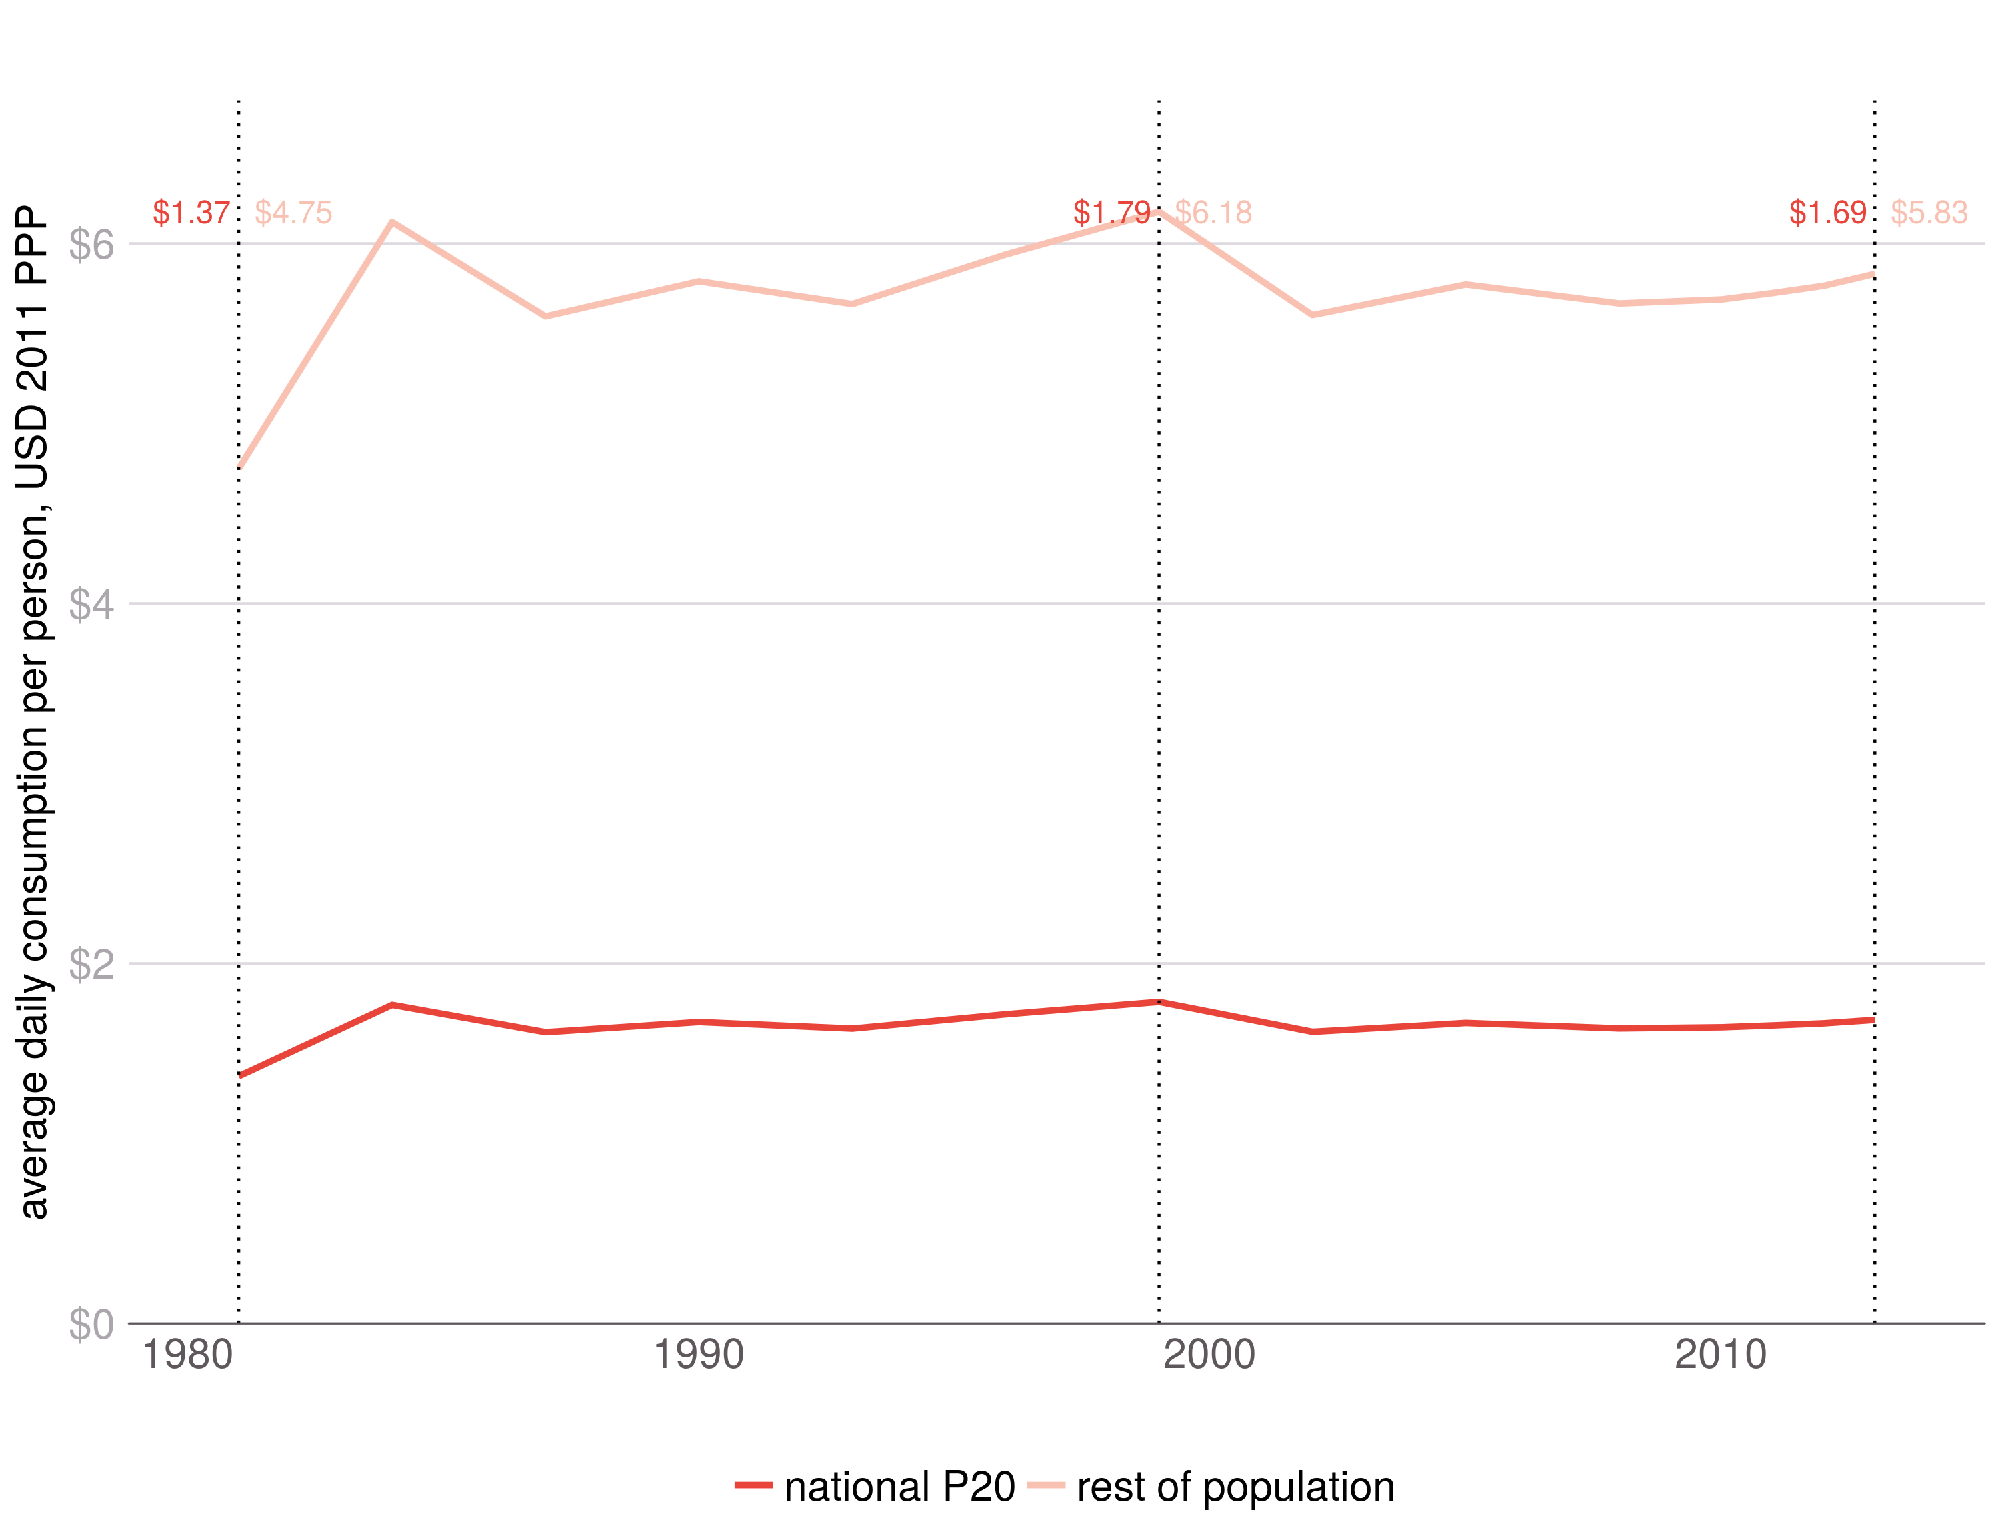 average daily consumption per person, USD 2011 PPP
$1.37 $4.75 $1.79 $6.18 $1.69 $5.83
$6
$4
$2
$0
1980 1990 2000 2010
national P20 rest of population